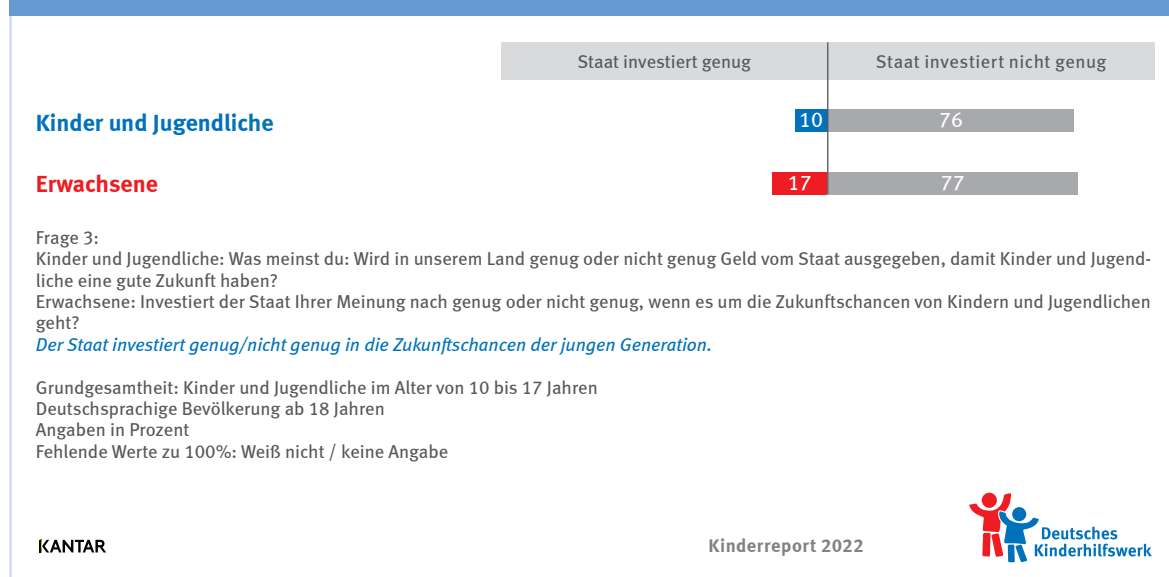 Staat investiert genug Staat investiert nicht genug
Kinder und Jugendliche 10 76
Erwachsene 17 77
Frage 3:
Kinder und Jugendliche: Was meinst du: Wird in unserem Land genug oder nicht genug Geld vom Staat ausgegeben, damit Kinder und Jugend-
liche eine gute Zukunft haben?
Erwachsene: Investiert der Staat Ihrer Meinung nach genug oder nicht genug, wenn es um die Zukunftschancen von Kindern und Jugendlichen
geht?
Der Staat investiert genug/nicht genug in die Zukunftschancen der jungen Generation.
Grundgesamtheit: Kinder und Jugendliche im Alter von 10 bis 17 Jahren
Deutschsprachige Bevölkerung ab 18 Jahren
Angaben in Prozent
Fehlende Werte zu 100%: Weiß nicht / keine Angabe
KANTAR
Kinderreport 2022
Deutsches
Kinderhilfswerk